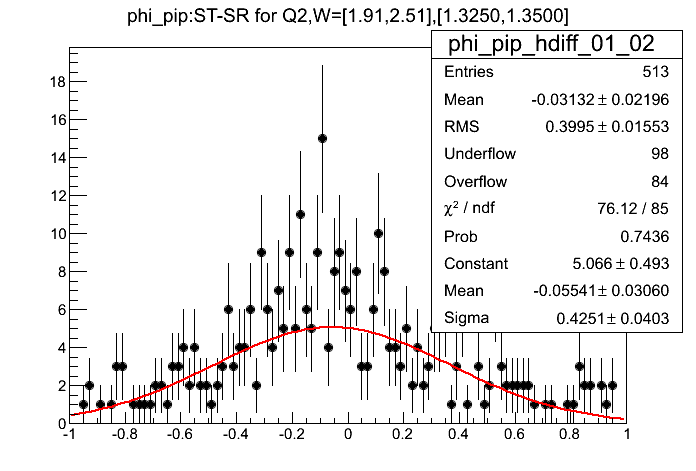 phi_pip:ST-SR for Q2,W=[1.91,2.51],[1.3250,1.3500]
phi_pip_hdiff_01_02
Entries 513
Mean -0.03132 ± 0.02196
RMS 0.3995 ± 0.01553
Underflow 98
Overflow 84
χ² / ndf 76.12 / 85
Prob 0.7436
Constant 5.066 ± 0.493
Mean -0.05541 ± 0.03060
Sigma 0.4251 ± 0.0403
18
16
14
12
10
8
6
4
2
0
-1 -0.8 -0.6 -0.4 -0.2 0 0.2 0.4 0.6 0.8 1